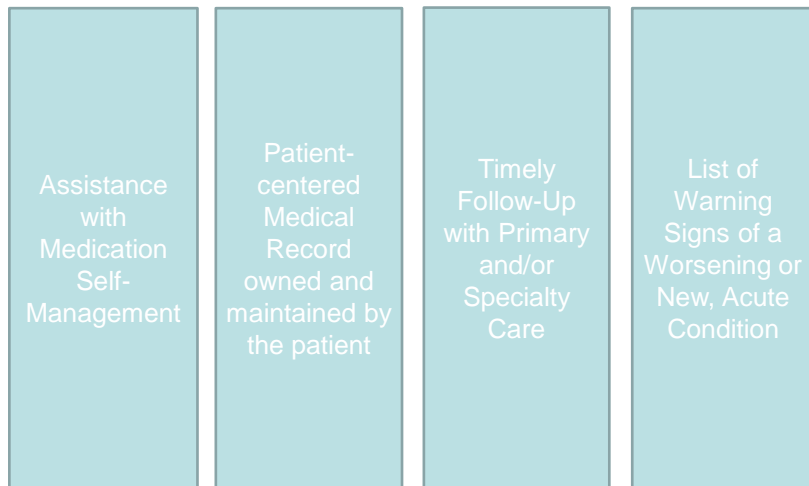 Assistance
with
Medication
Self-
Management
Patient-
centered
Medical
Record
owned and
maintained by
the patient
Timely
Follow-Up
with Primary
and/or
Specialty
Care
List of
Warning
Signs of a
Worsening or
New, Acute
Condition